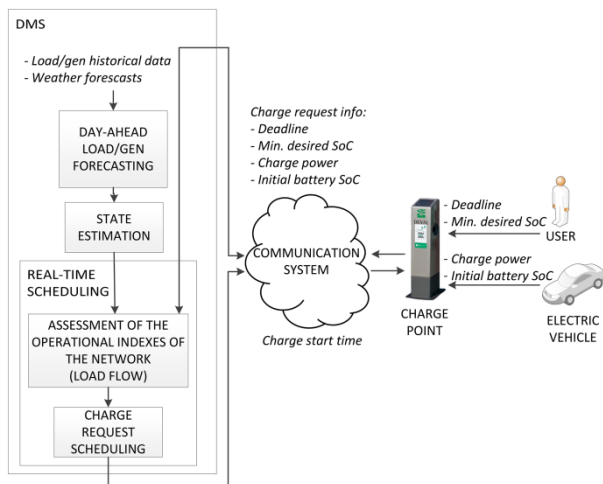 DMS
- Load/gen historical data
- Weather forecasts
DAY-AHEAD
LOAD/GEN
FORECASTING
STATE
ESTIMATION
REAL-TIME
SCHEDULING
ASSESSMENT OF THE
OPERATIONAL INDEXES OF
THE NETWORK
(LOAD FLOW)
CHARGE
REQUEST
SCHEDULING
Charge request info:
- Deadline
- Min. desired SoC
- Charge power
- Initial battery SoC
COMMUNICATION
SYSTEM
Charge start time
- Deadline
- Min. desired SoC
USER
- Charge power
- Initial battery SoC
CHARGE
POINT
ELECTRIC
VEHICLE